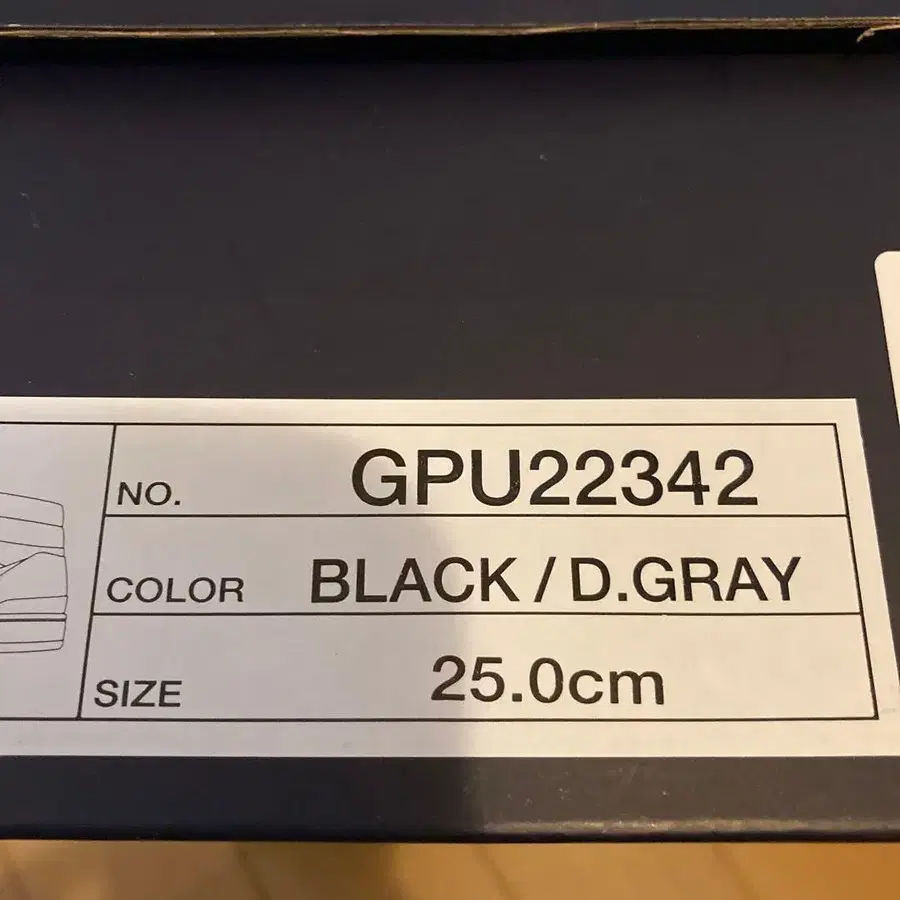 NO. GPU22342
COLOR BLACK / D.GRAY
SIZE 25.0cm